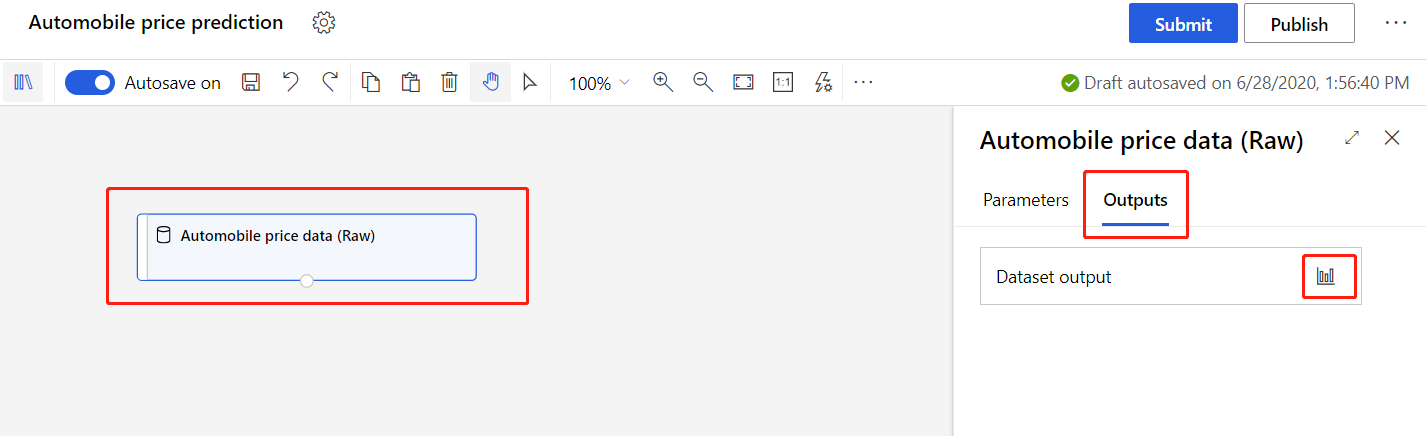 Automobile price prediction
Submit
Publish
Autosave on
100%
1:1
Draft autosaved on 6/28/2020, 1:56:40 PM
Automobile price data (Raw)
Automobile price data (Raw)
Parameters
Outputs
Dataset output